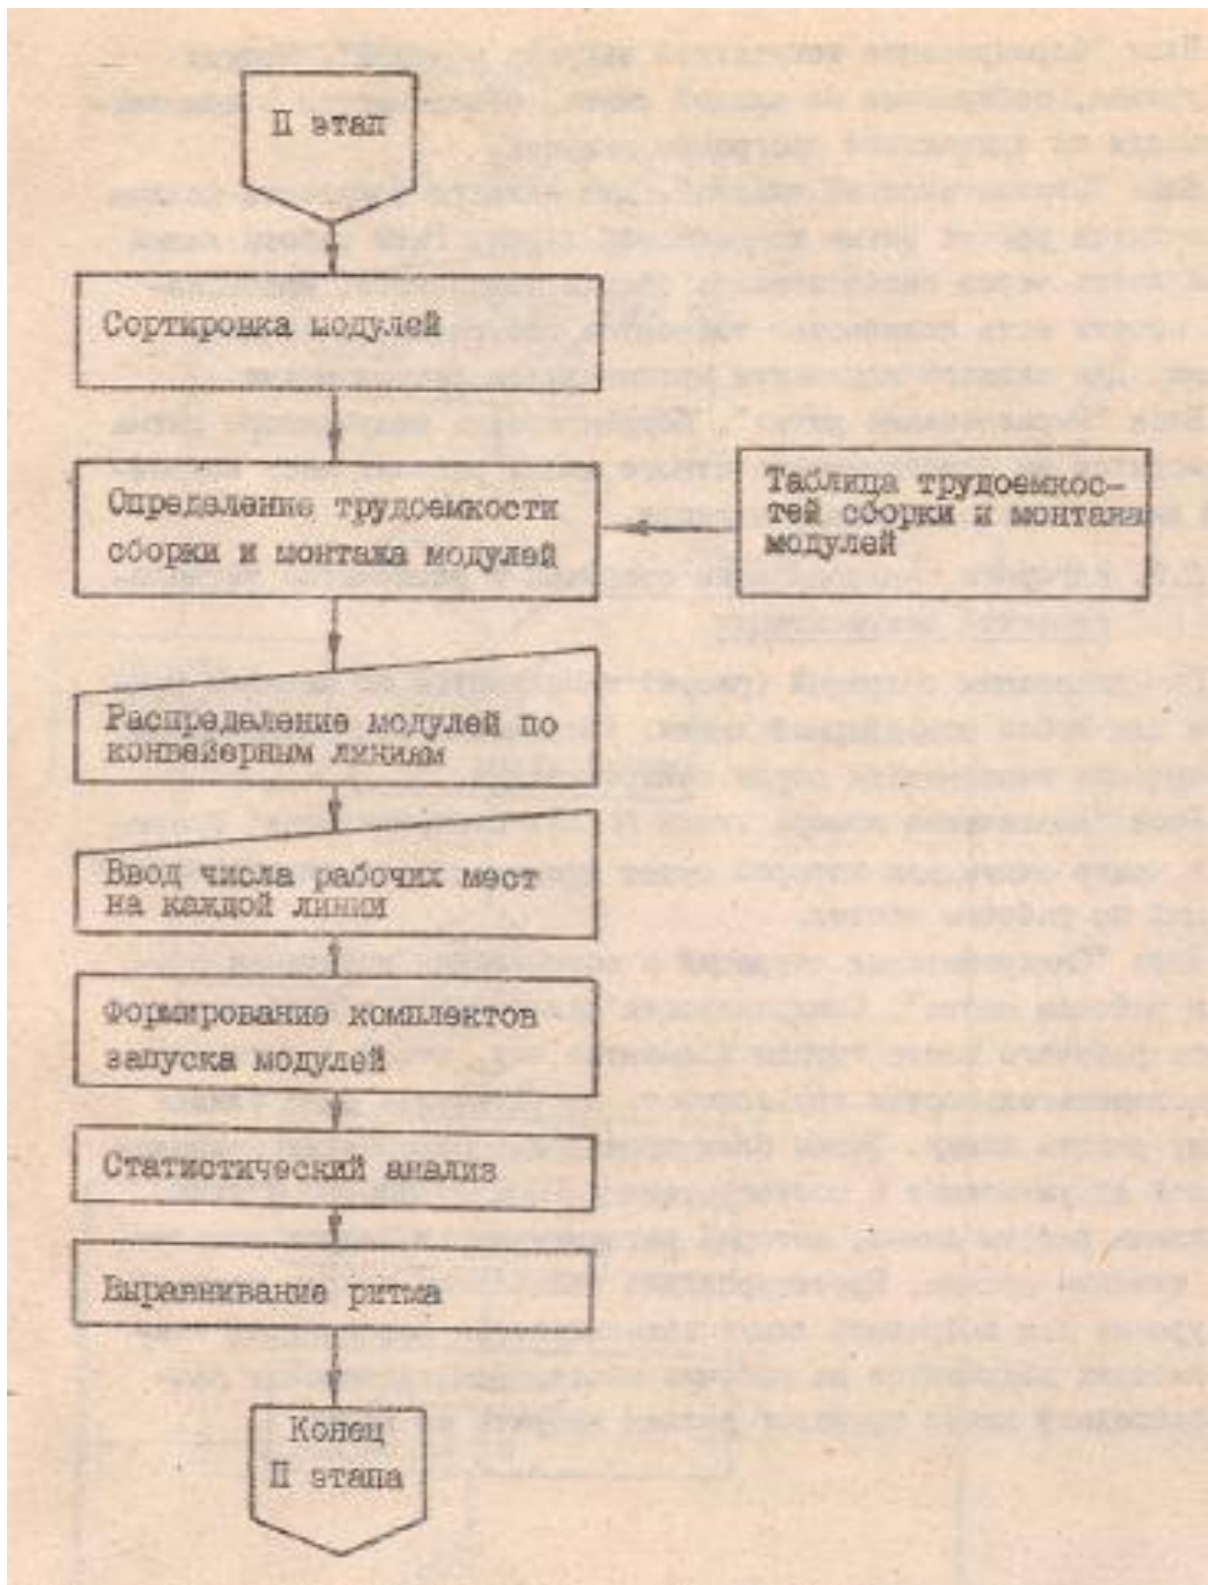 II этап
Сортировка модулей
Определение трудоемкости
сборки и монтажа модулей
Таблица трудоемкос-
тей сборки и монтажа
модулей
Распределение модулей по
конвейерным линиям
Ввод числа рабочих мест
на каждой линии
Формирование комплектов
запуска модулей
Статистический анализ
Выравнивание ритма
Конец
II этапа